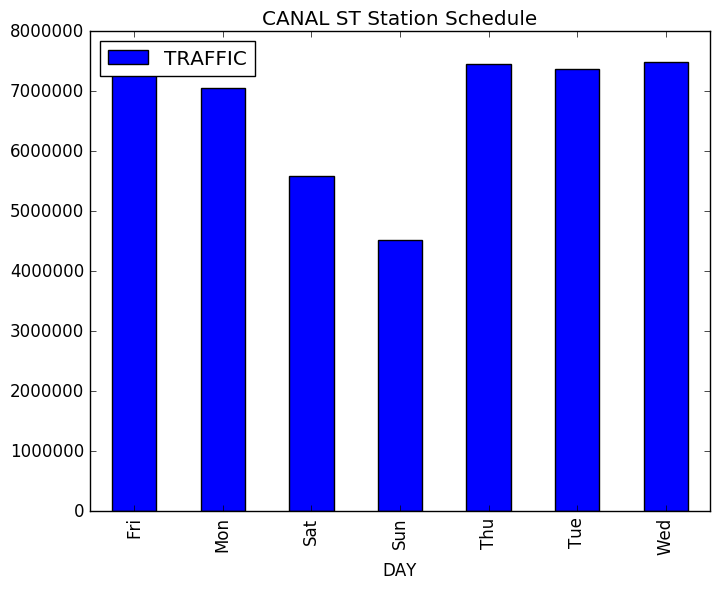 CANAL ST Station Schedule
8000000
7000000
6000000
5000000
4000000
3000000
2000000
1000000
0
TRAFFIC
Fri
Mon
Sat
Sun
Thu
Tue
Wed
DAY